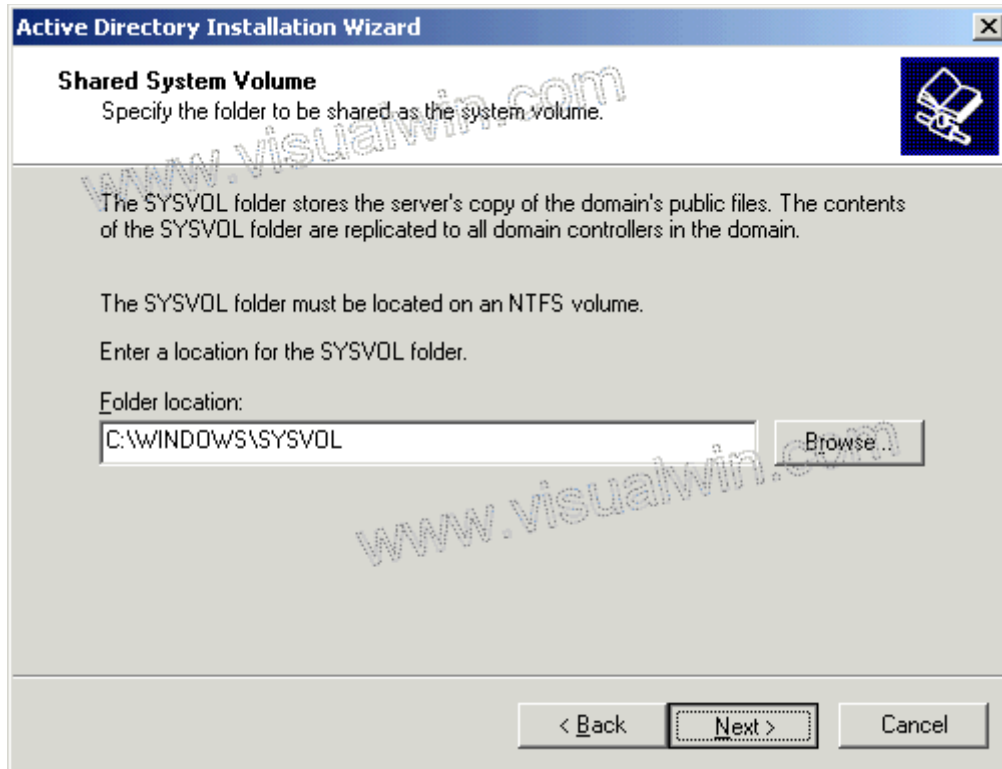 Active Directory Installation Wizard
Shared System Volume
Specify the folder to be shared as the system volume.
www.visualwin.com
The SYSVOL folder stores the server's copy of the domain's public files. The contents
of the SYSVOL folder are replicated to all domain controllers in the domain.
The SYSVOL folder must be located on an NTFS volume.
Enter a location for the SYSVOL folder.
Folder location:
C:\WINDOWS\SYSVOL
Browse...
www.visualwin.com
< Back
Next >
Cancel